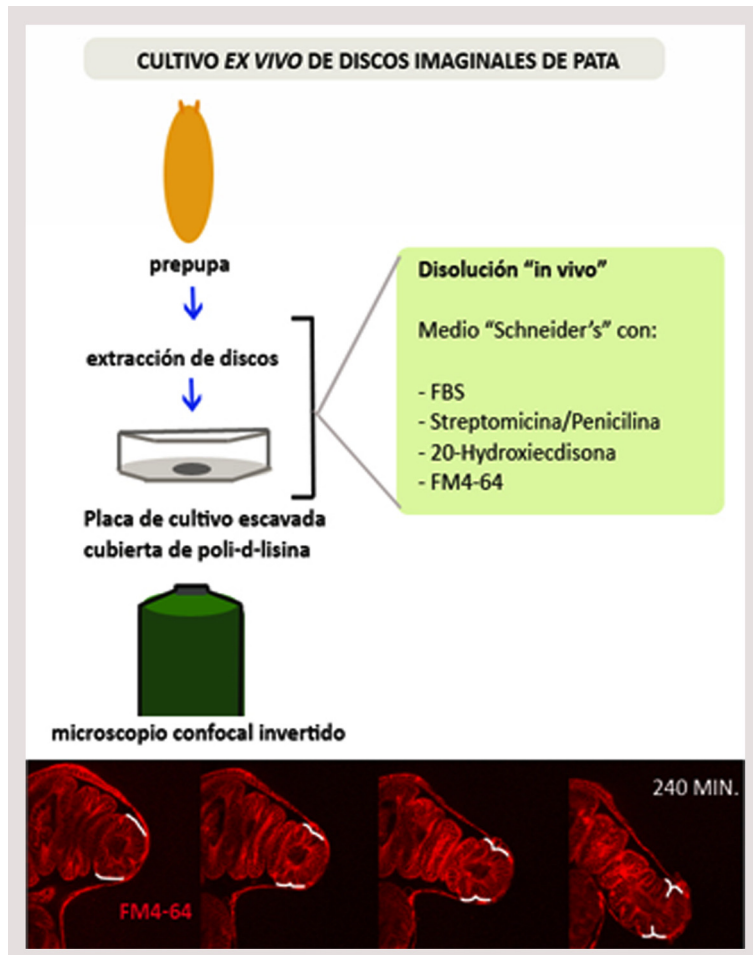 CULTIVO EX VIVO DE DISCOS IMAGINALES DE PATA
prepupa
extracción de discos
Placa de cultivo escavada
cubierta de poli-d-lisina
microscopio confocal invertido
Disolución “in vivo”
Medio “Schneider’s” con:
- FBS
- Streptomicina/Penicilina
- 20-Hydroxiecdisona
- FM4-64
240 MIN.
FM4-64